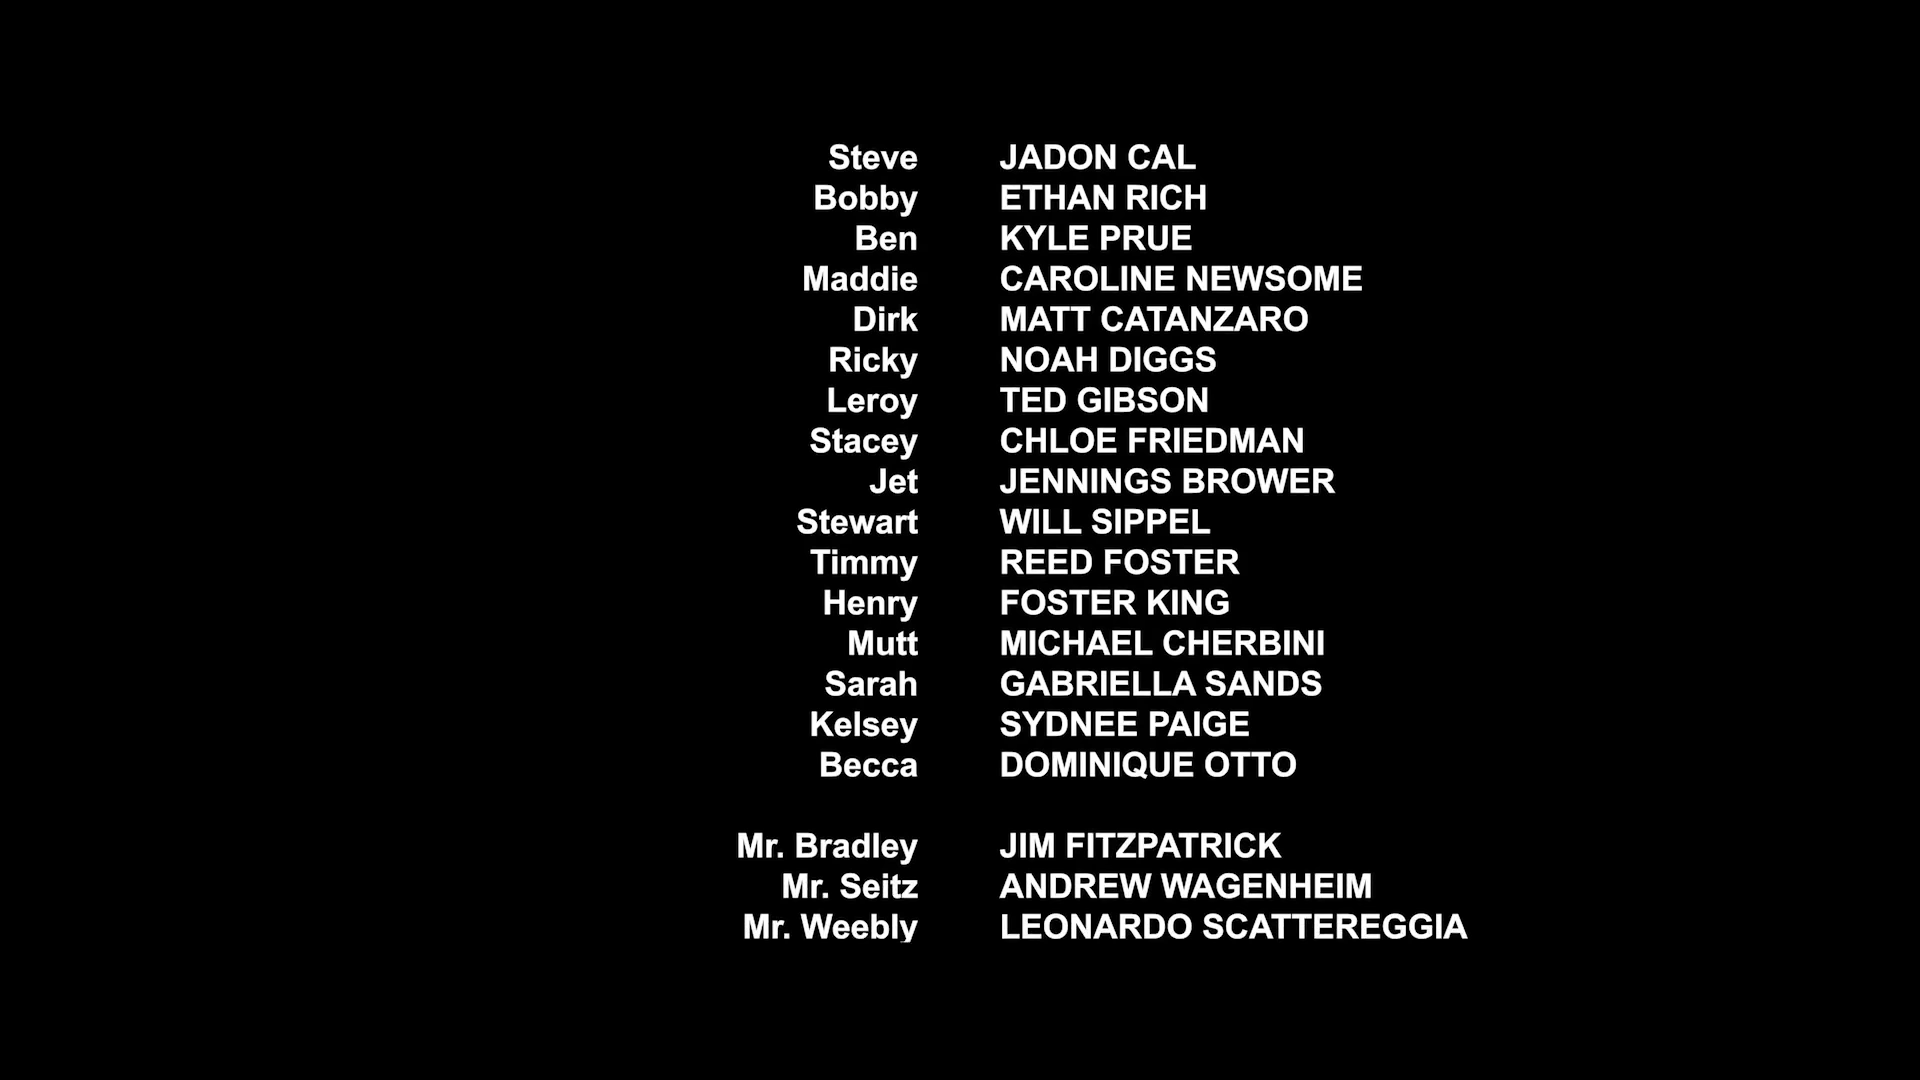 Steve JADON CAL
Bobby ETHAN RICH
Ben KYLE PRUE
Maddie CAROLINE NEWSOME
Dirk MATT CATANZARO
Ricky NOAH DIGGS
Leroy TED GIBSON
Stacey CHLOE FRIEDMAN
Jet JENNINGS BROWER
Stewart WILL SIPPEL
Timmy REED FOSTER
Henry FOSTER KING
Mutt MICHAEL CHERBINI
Sarah GABRIELLA SANDS
Kelsey SYDNEE PAIGE
Becca DOMINIQUE OTTO
Mr. Bradley JIM FITZPATRICK
Mr. Seitz ANDREW WAGENHEIM
Mr. Weebly LEONARDO SCATTEREGGIA